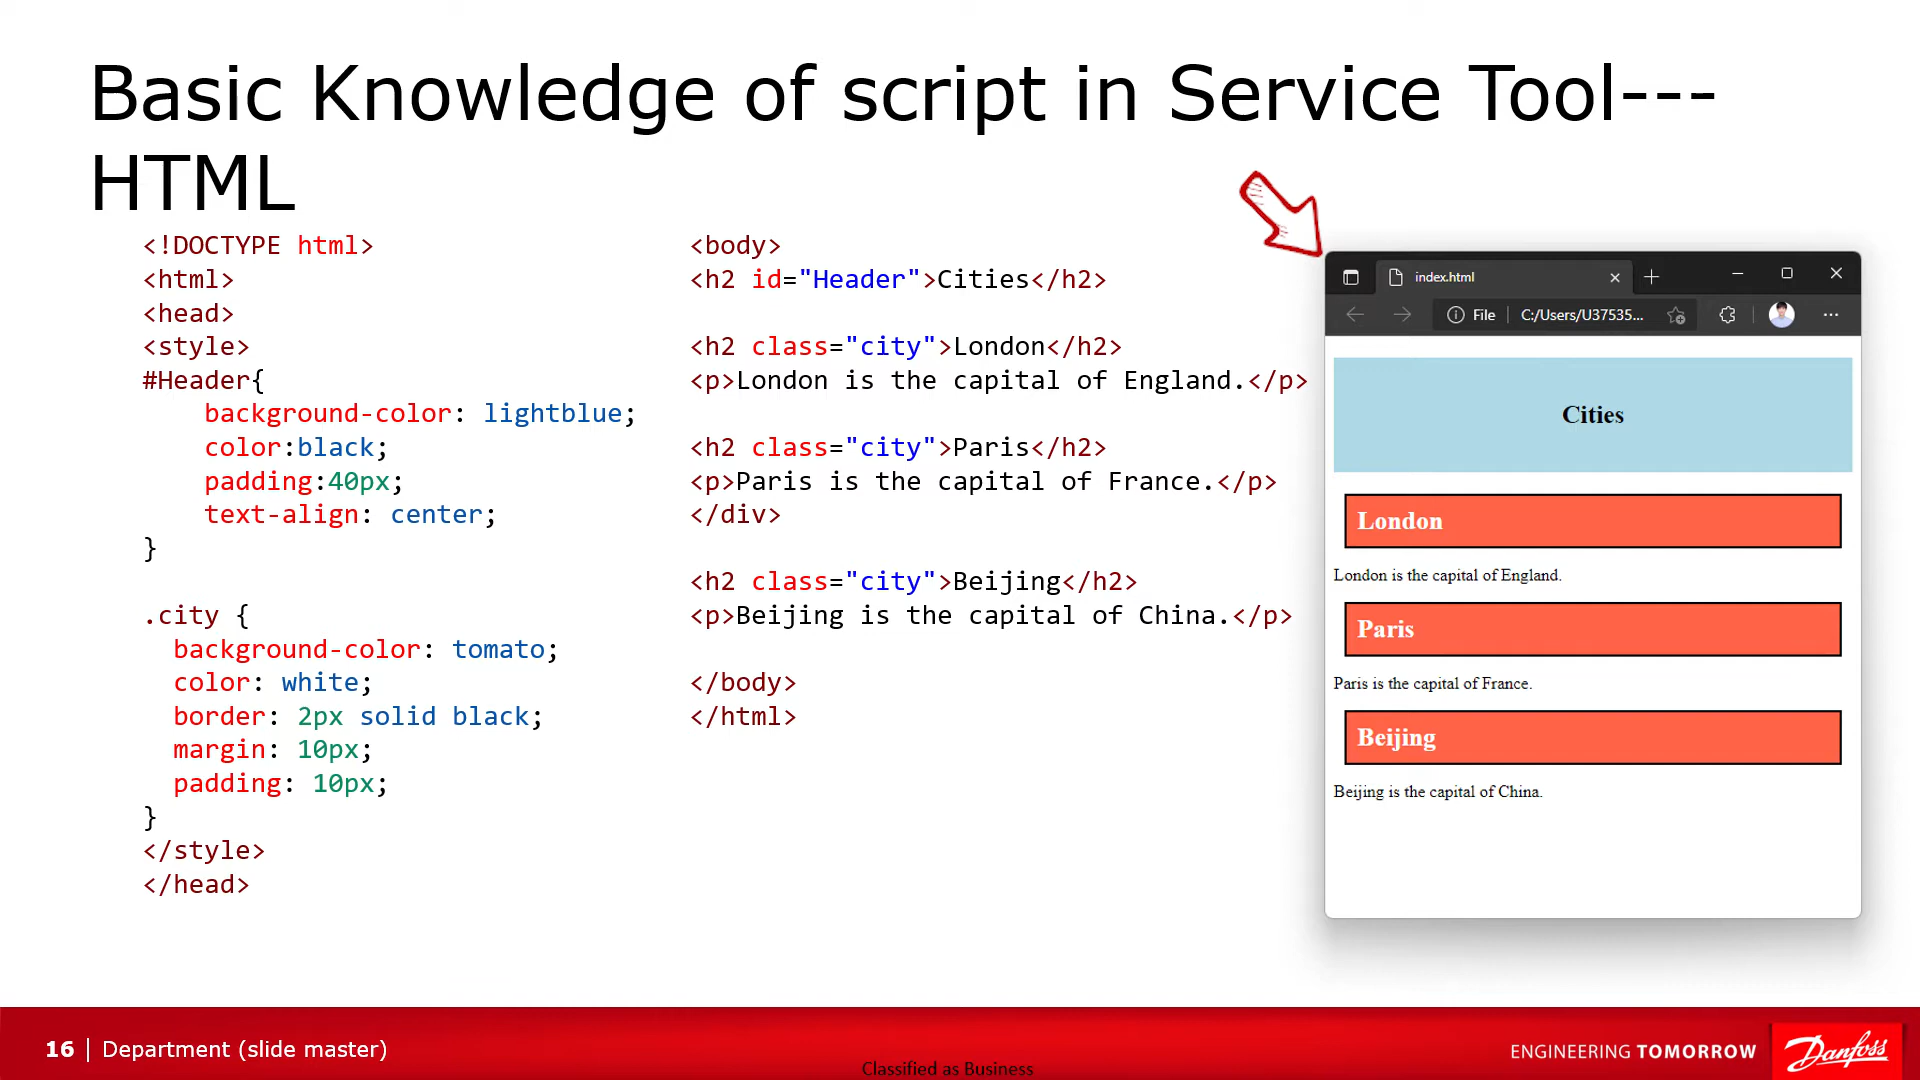 Basic Knowledge of script in Service Tool---
HTML
<!DOCTYPE html>
<html>
<head>
<style>
#Header{
    background-color: lightblue;
    color:black;
    padding:40px;
    text-align: center;
}
.city {
  background-color: tomato;
  color: white;
  border: 2px solid black;
  margin: 10px;
  padding: 10px;
}
</style>
</head>
<body>
<h2 id="Header">Cities</h2>
<h2 class="city">London</h2>
<p>London is the capital of England.</p>
<h2 class="city">Paris</h2>
<p>Paris is the capital of France.</p>
</div>
<h2 class="city">Beijing</h2>
<p>Beijing is the capital of China.</p>
</body>
</html>
index.html
File C:/Users/U37535...
Cities
London
London is the capital of England.
Paris
Paris is the capital of France.
Beijing
Beijing is the capital of China.
16 | Department (slide master)
Classified as Business
ENGINEERING TOMORROW
Danfoss